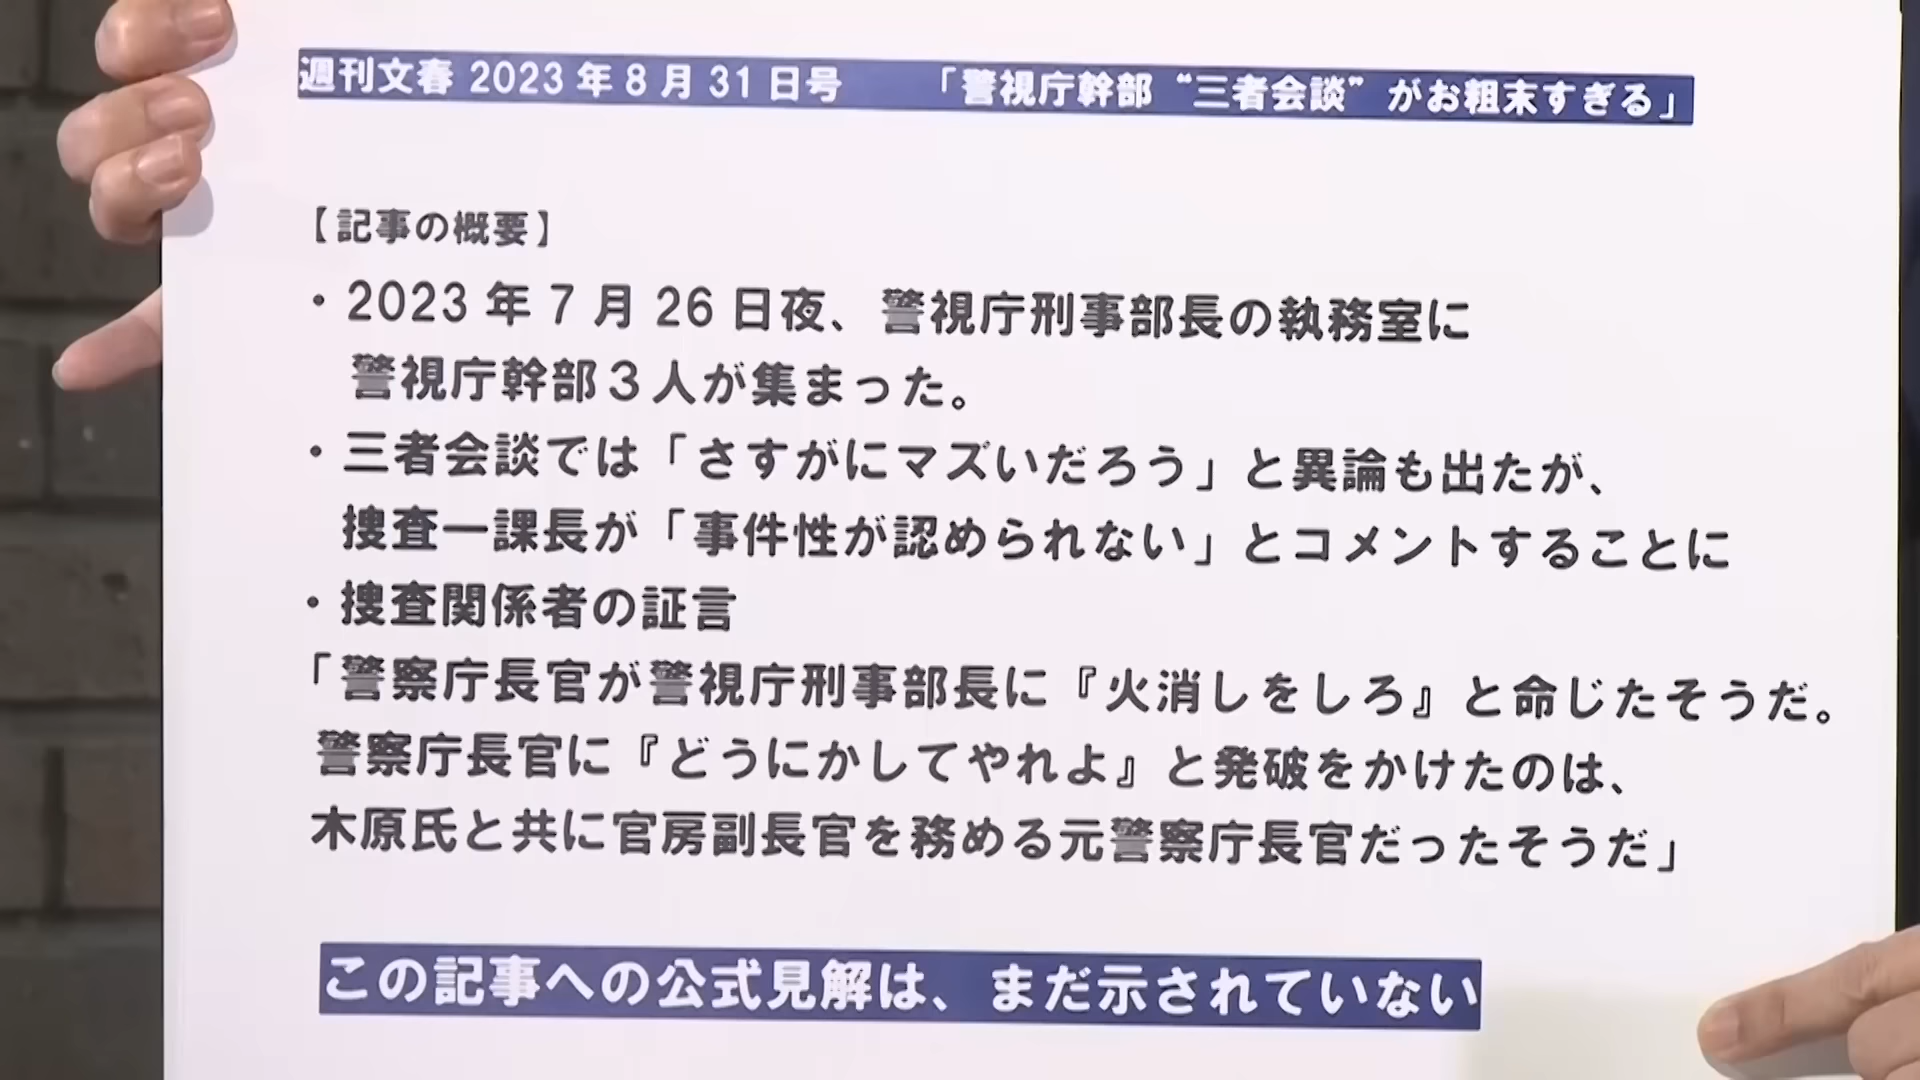 週刊文春 2023年8月31日号　「警視庁幹部“三者会談”がお粗末すぎる」
【記事の概要】
・2023年7月26日夜、警視庁刑事部長の執務室に
警視庁幹部3人が集まった。
・三者会談では「さすがにマズいだろう」と異論も出たが、
捜査一課長が「事件性が認められない」とコメントすることに
・捜査関係者の証言
「警察庁長官が警視庁刑事部長に『火消しをしろ』と命じたそうだ。
警察庁長官に『どうにかしてやれよ』と発破をかけたのは、
木原氏と共に官房副長官を務める元警察庁長官だったそうだ」
この記事への公式見解は、まだ示されていない